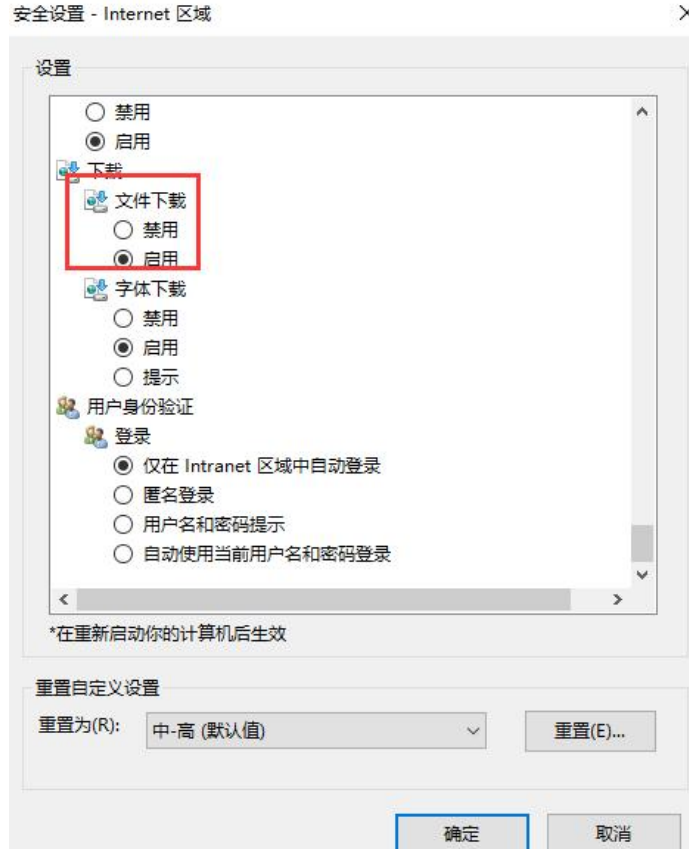 安全设置 - Internet 区域
设置
禁用
启用
下载
文件下载
禁用
启用
字体下载
禁用
启用
提示
用户身份验证
登录
仅在 Intranet 区域中自动登录
匿名登录
用户名和密码提示
自动使用当前用户名和密码登录
*在重新启动你的计算机后生效
重置自定义设置
重置为(R): 中-高 (默认值) 重置(E)...
确定 取消